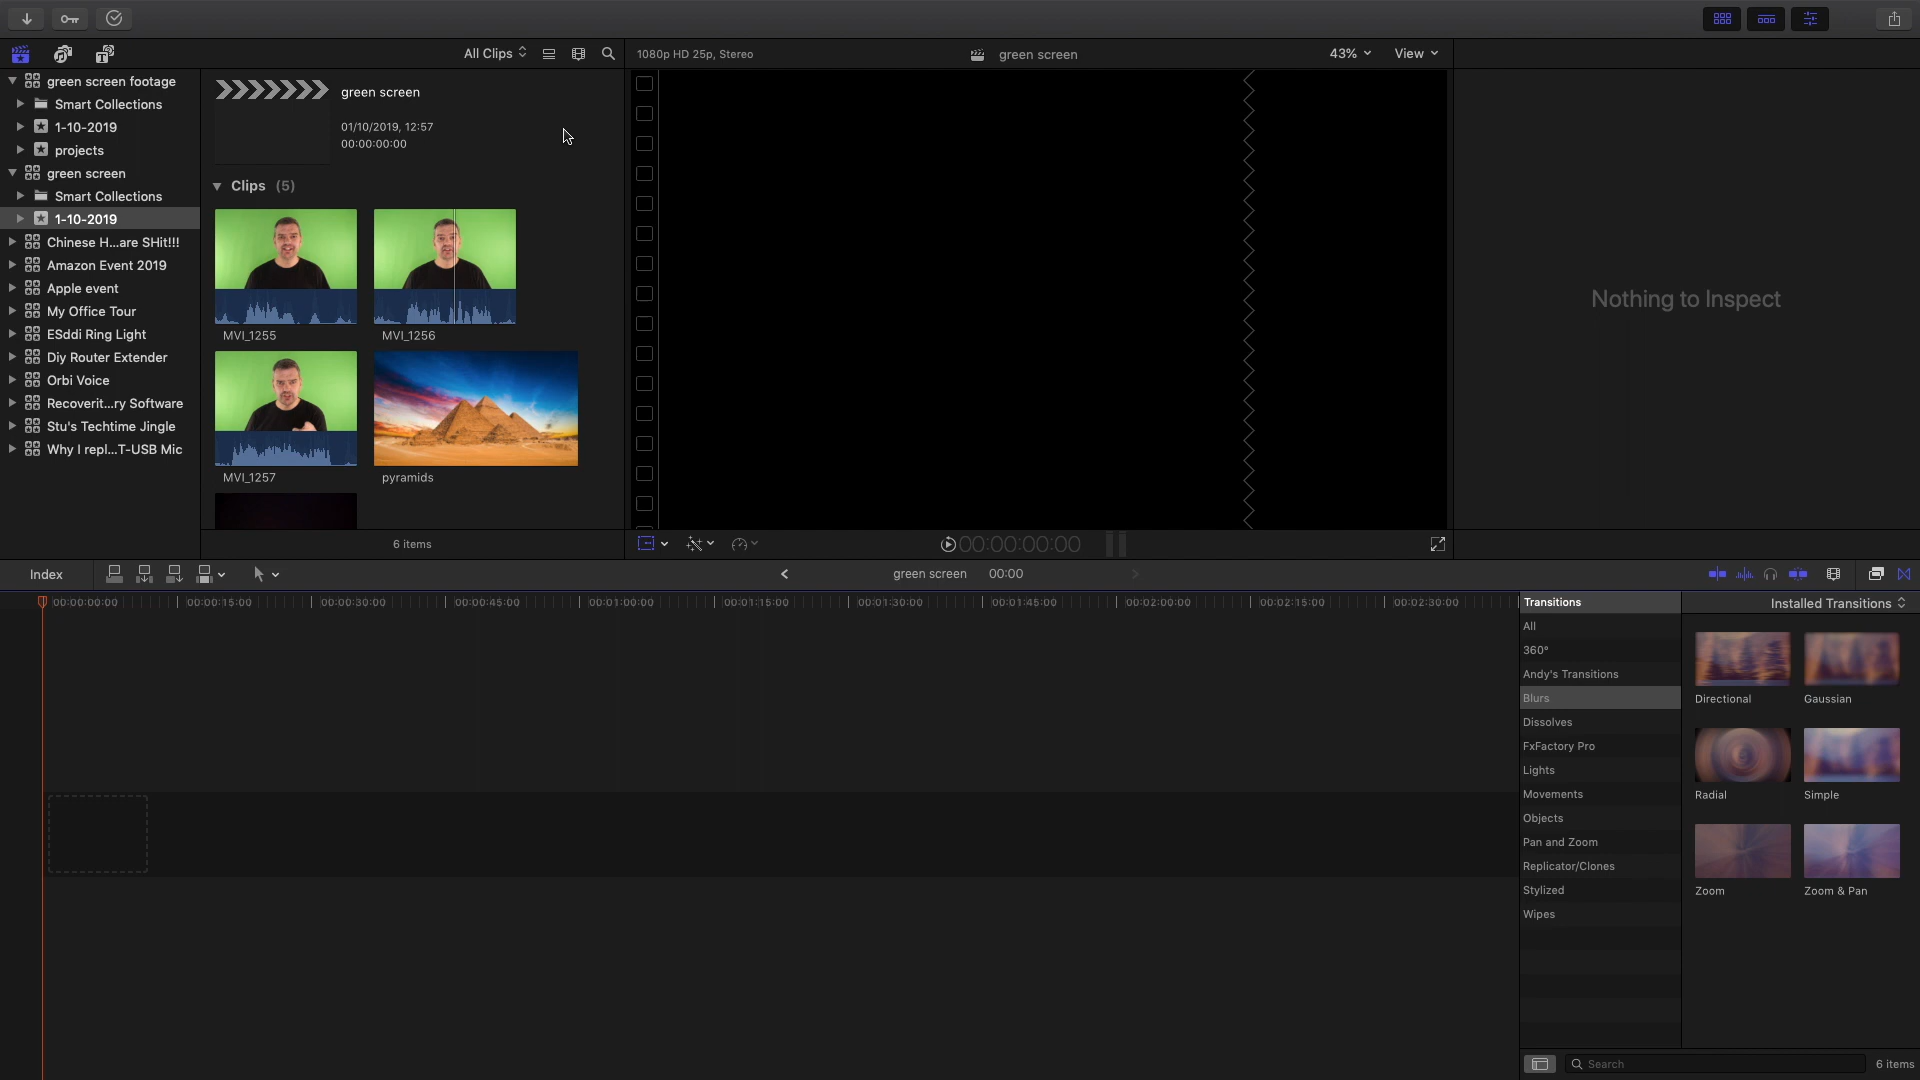 All Clips
1080p HD 25p, Stereo
green screen
43%
View
green screen footage
Smart Collections
1-10-2019
projects
green screen
Smart Collections
1-10-2019
Chinese H...are SHit!!!
Amazon Event 2019
Apple event
My Office Tour
ESddi Ring Light
Diy Router Extender
Orbi Voice
Recoverit...ry Software
Stu's Techtime Jingle
Why I repl...T-USB Mic
green screen
01/10/2019, 12:57
00:00:00:00
Clips (5)
MVI_1255
MVI_1256
MVI_1257
pyramids
6 items
Nothing to Inspect
00:00:00:00
Index
green screen 00:00
00:00:00:00
00:00:15:00
00:00:30:00
00:00:45:00
00:01:00:00
00:01:15:00
00:01:30:00
00:01:45:00
00:02:00:00
00:02:15:00
00:02:30:00
Transitions
Installed Transitions
All
360°
Andy's Transitions
Blurs
Dissolves
FxFactory Pro
Lights
Movements
Objects
Pan and Zoom
Replicator/Clones
Stylized
Wipes
Directional
Gaussian
Radial
Simple
Zoom
Zoom & Pan
Search
6 items